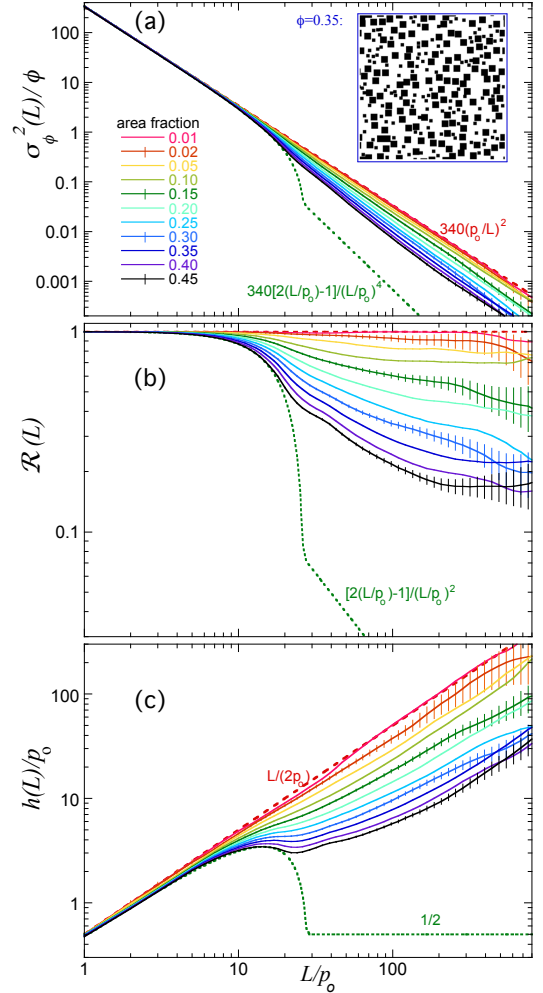 (a)
ϕ=0.35:
σ_ϕ^2(L)/ϕ
100
10
1
0.1
0.01
0.001
area fraction
0.01
0.02
0.05
0.10
0.15
0.20
0.25
0.30
0.35
0.40
0.45
340(p_o/L)^2
340[2(L/p_o)-1]/(L/p_o)^4
(b)
R(L)
1
0.1
[2(L/p_o)-1]/(L/p_o)^2
(c)
h(L)/p_o
100
10
1
L/(2p_o)
1/2
1
10
100
L/p_o